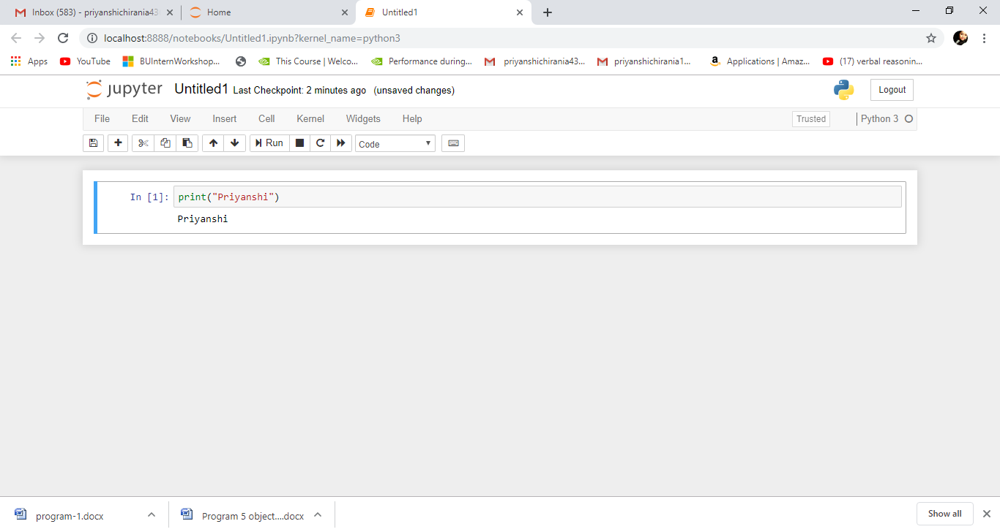 Inbox (583) - priyanshichirania43
Home
Untitled1
localhost:8888/notebooks/Untitled1.ipynb?kernel_name=python3
Apps YouTube BUInternWorkshop... This Course | Welco... Performance during... priyanshichirania43... priyanshichirania1... Applications | Amaz... (17) verbal reasonin...
jupyter Untitled1 Last Checkpoint: 2 minutes ago (unsaved changes) Logout
File Edit View Insert Cell Kernel Widgets Help Trusted Python 3
Run Code
In [1]: print("Priyanshi")
Priyanshi
program-1.docx Program 5 object....docx Show all